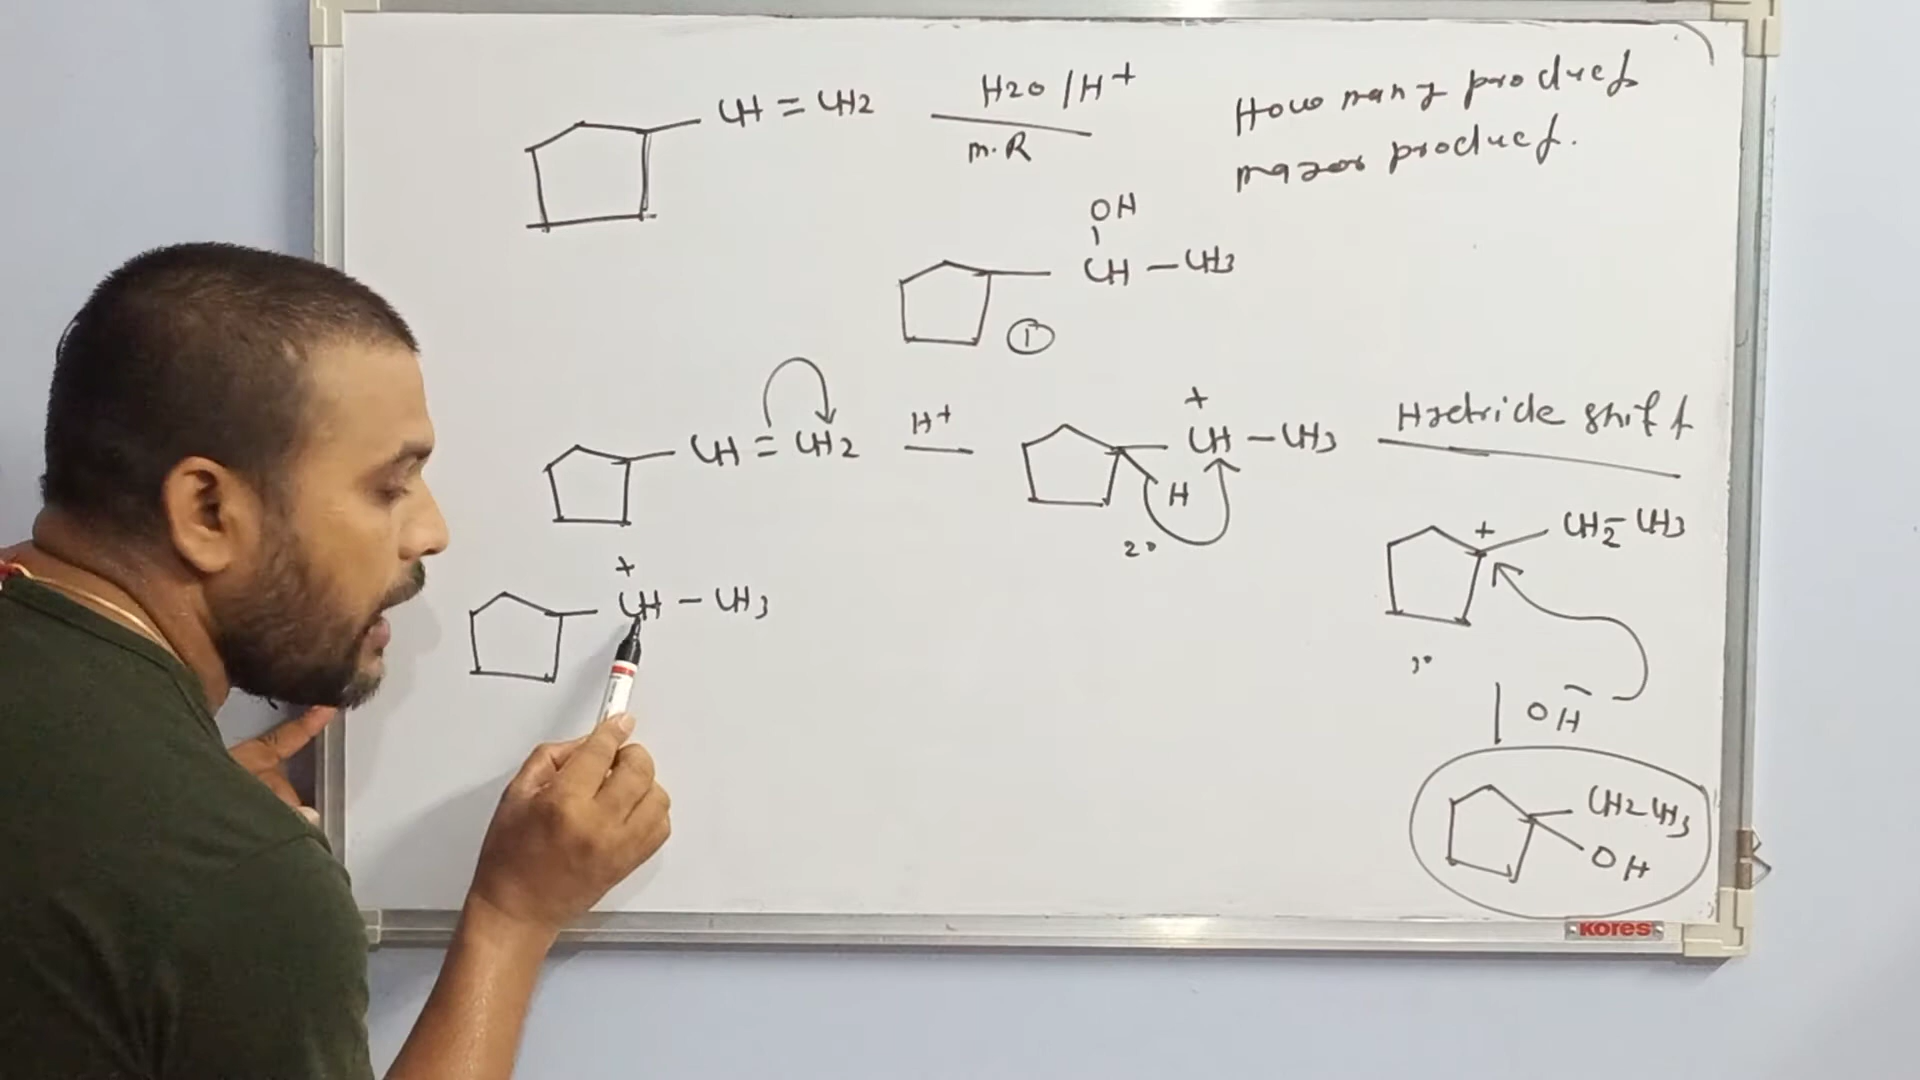 CH = CH2
H2O / H+
M.R
How many products
major product.
OH
CH - CH3
1
CH = CH2
H+
+
CH - CH3
H
2°
Hydride shift
+
CH2 - CH3
3°
OH-
+
CH - CH3
CH2 CH3
OH
KORES